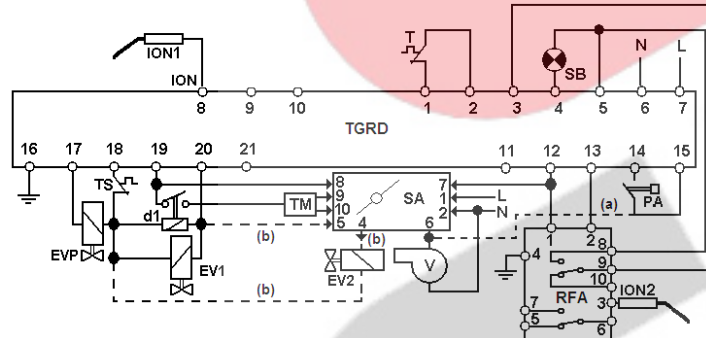 ION1
ION
T
SB
N
L
8
9
10
1
2
3
4
5
6
7
TGRD
16
17
18
19
20
21
11
12
13
14
15
TS
d1
EVP
EV1
(b)
(b)
(b)
TM
8
9
10
5
4
SA
7
1
2
6
L
N
EV2
V
(a)
PA
1
2
4
8
9
10
3
7
5
6
RFA
ION2